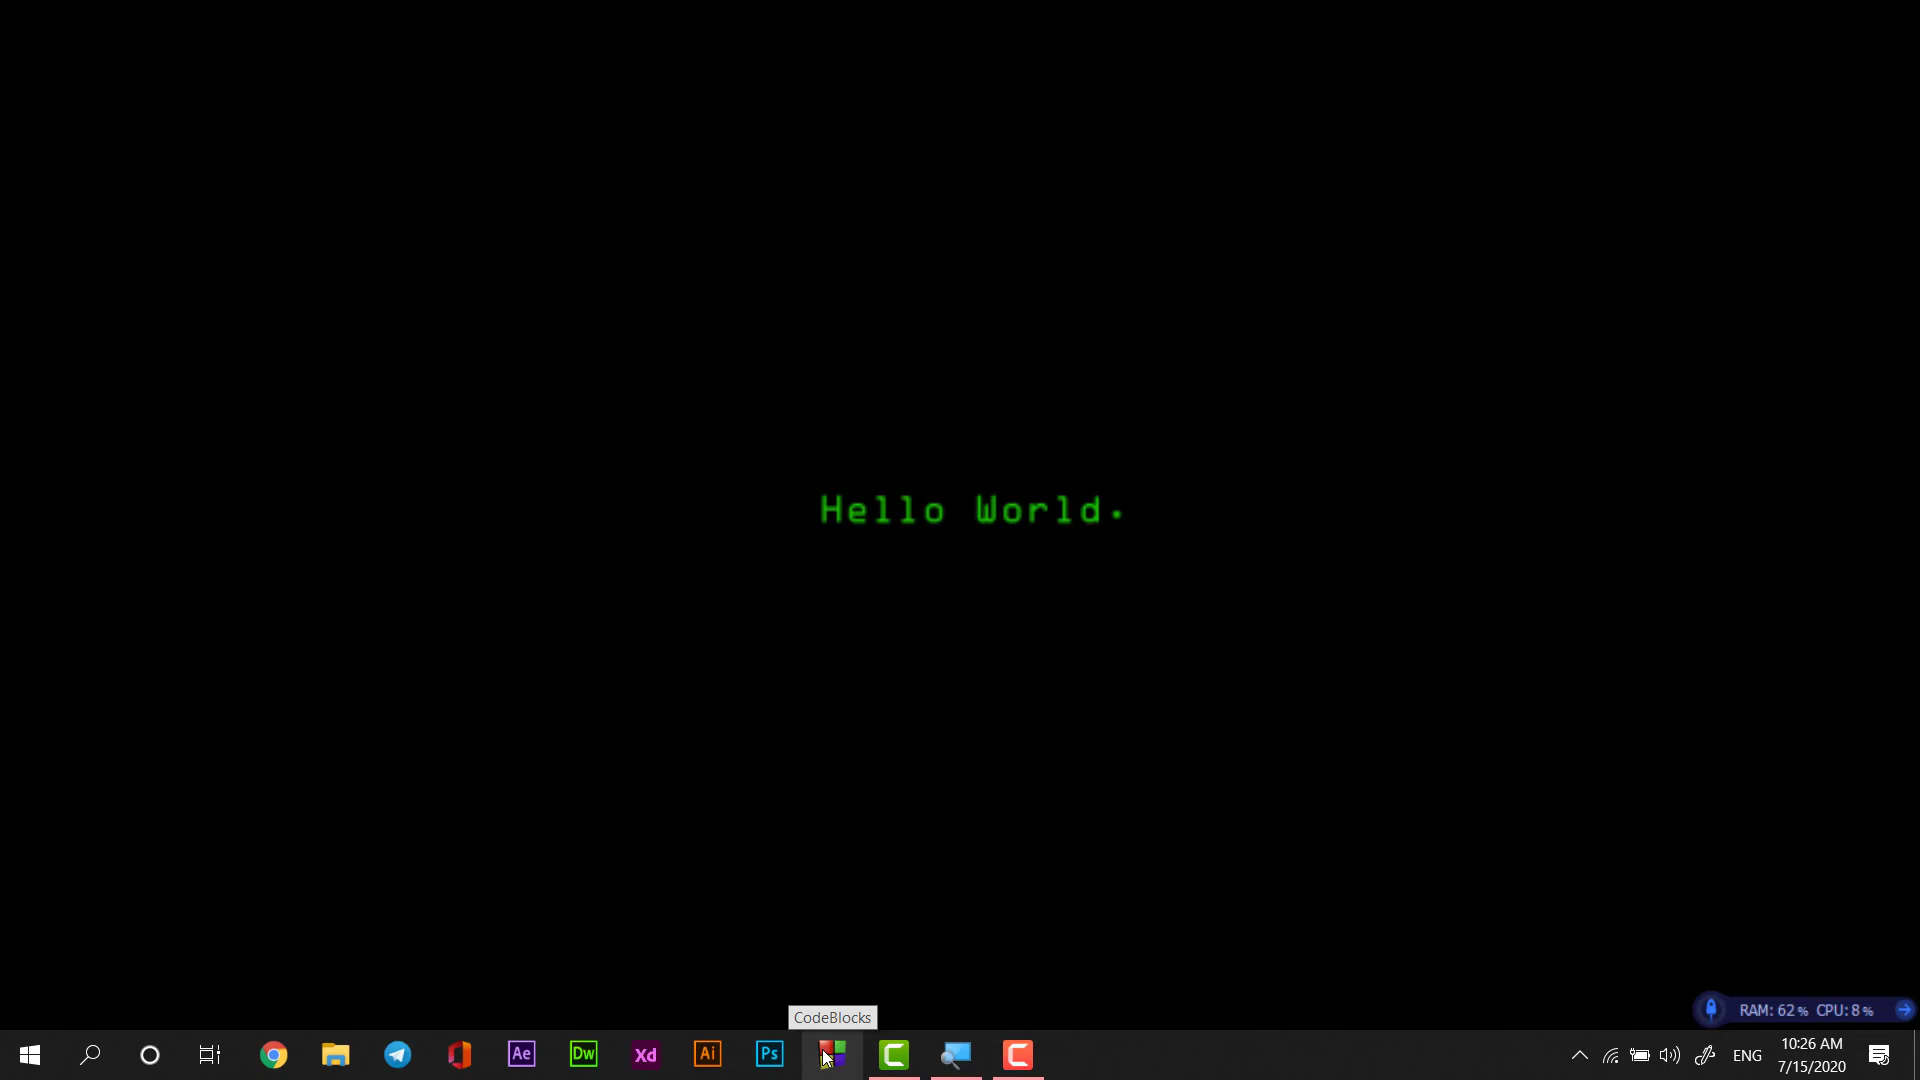 Hello World.
CodeBlocks
RAM: 62% CPU: 8%
Ae Dw Xd Ai Ps ENG 10:26 AM
7/15/2020